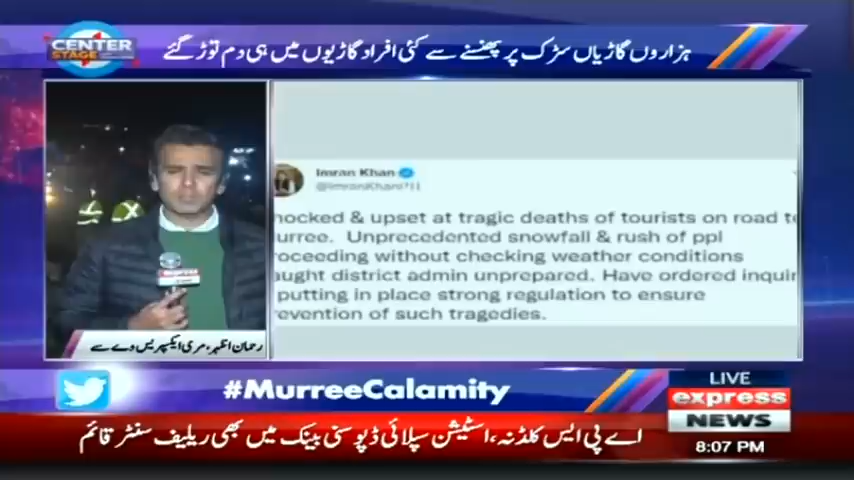 CENTER
STAGE
ہزاروں گاڑیاں سڑک پر پھنسنے سے کئی افراد گاڑیوں میں ہی دم توڑ گئے
Imran Khan
@ImranKhanPTI
hocked & upset at tragic deaths of tourists on road t
urree. Unprecedented snowfall & rush of ppl
roceeding without checking weather conditions
aught district admin unprepared. Have ordered inquir
putting in place strong regulation to ensure
revention of such tragedies.
رحمان اظہر، مری ایکسپریس وے سے
#MurreeCalamity
LIVE
express
NEWS
8:07 PM
اے پی ایس کلڈنہ، اسٹیشن سپلائی ڈپو سنی بینک میں بھی ریلیف سنٹر قائم